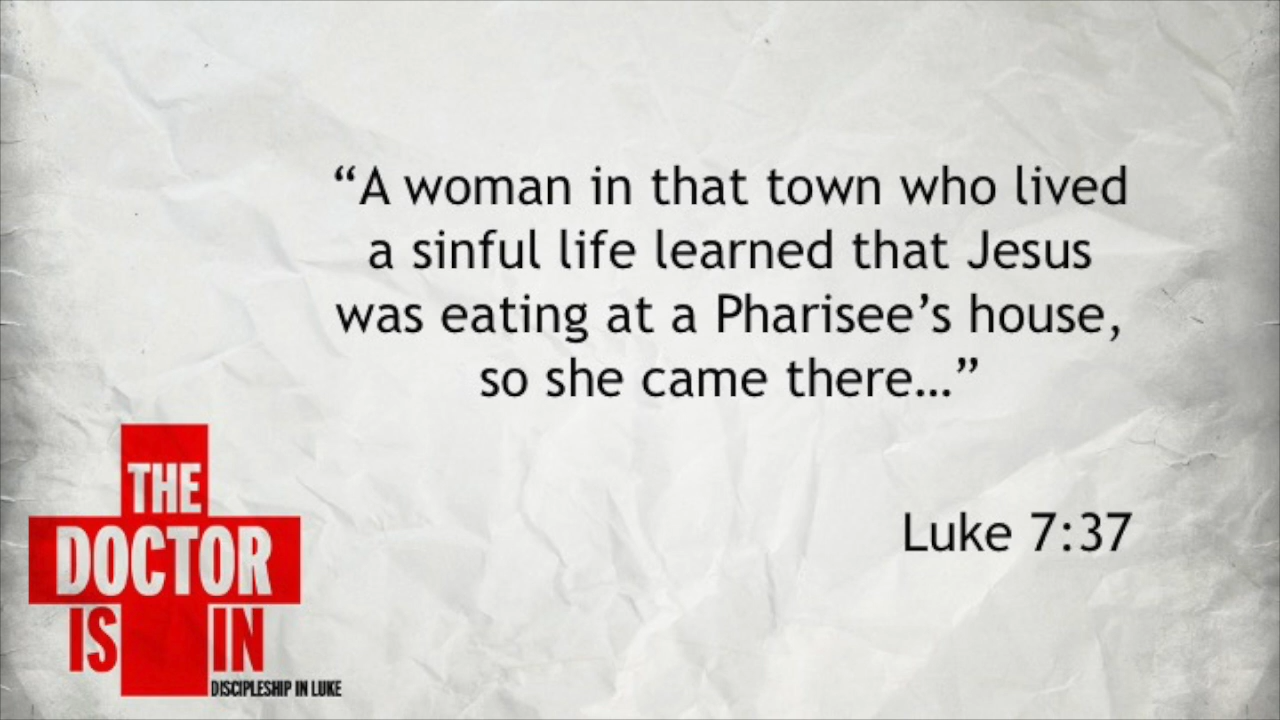 “A woman in that town who lived
a sinful life learned that Jesus
was eating at a Pharisee’s house,
so she came there…”
Luke 7:37
THE
DOCTOR
IS IN
DISCIPLESHIP IN LUKE